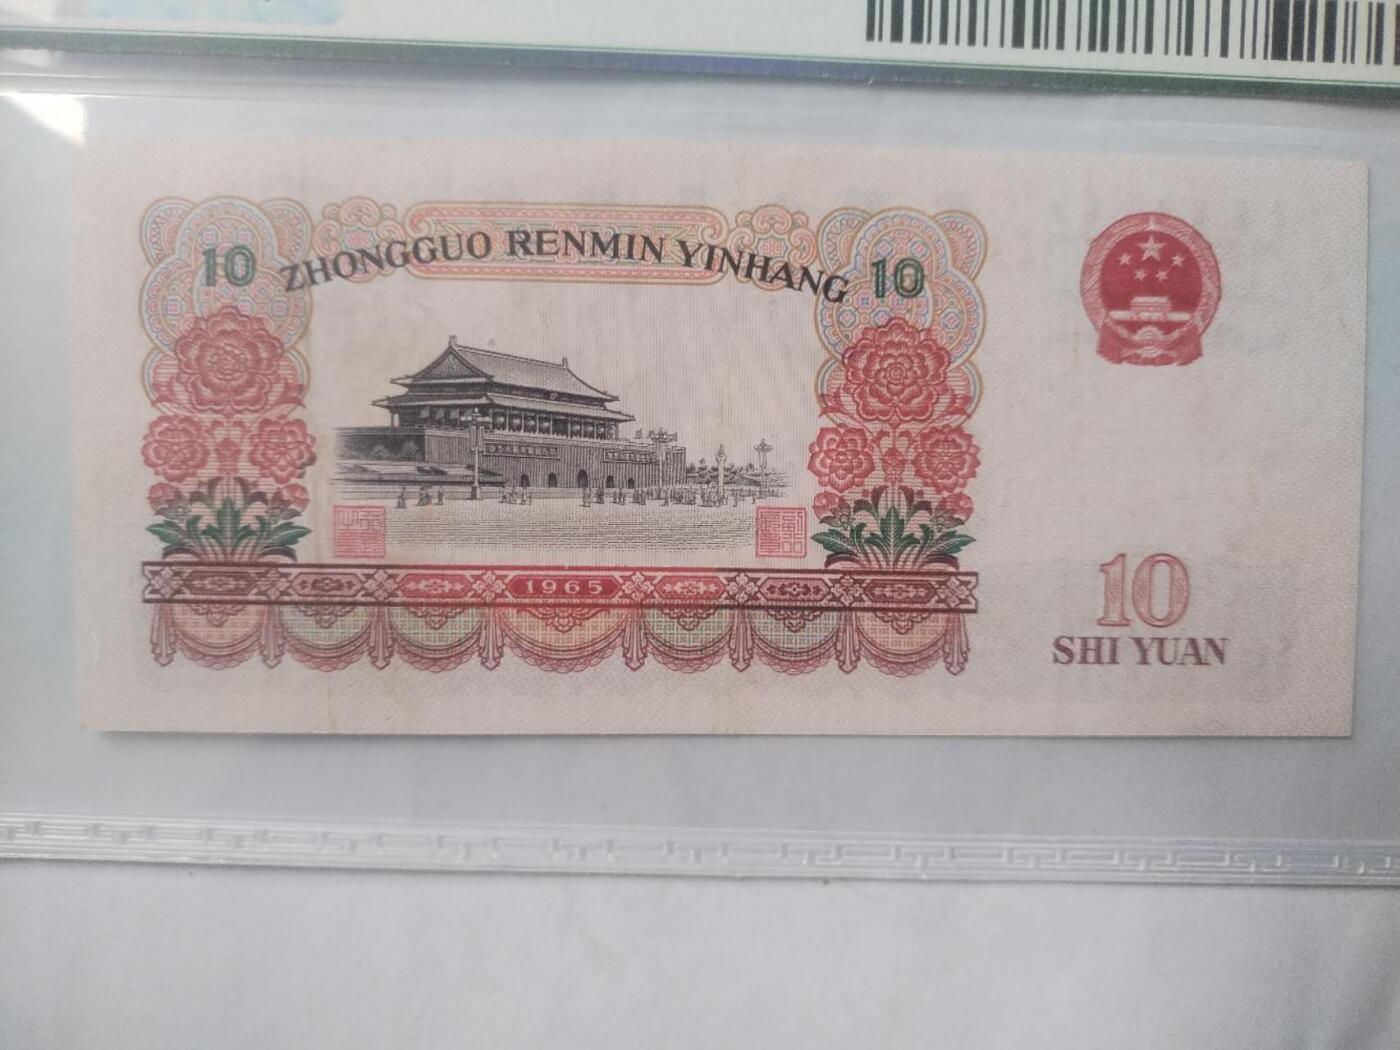 10 ZHONGGUO RENMIN YINHANG 10
1965
10
SHI YUAN